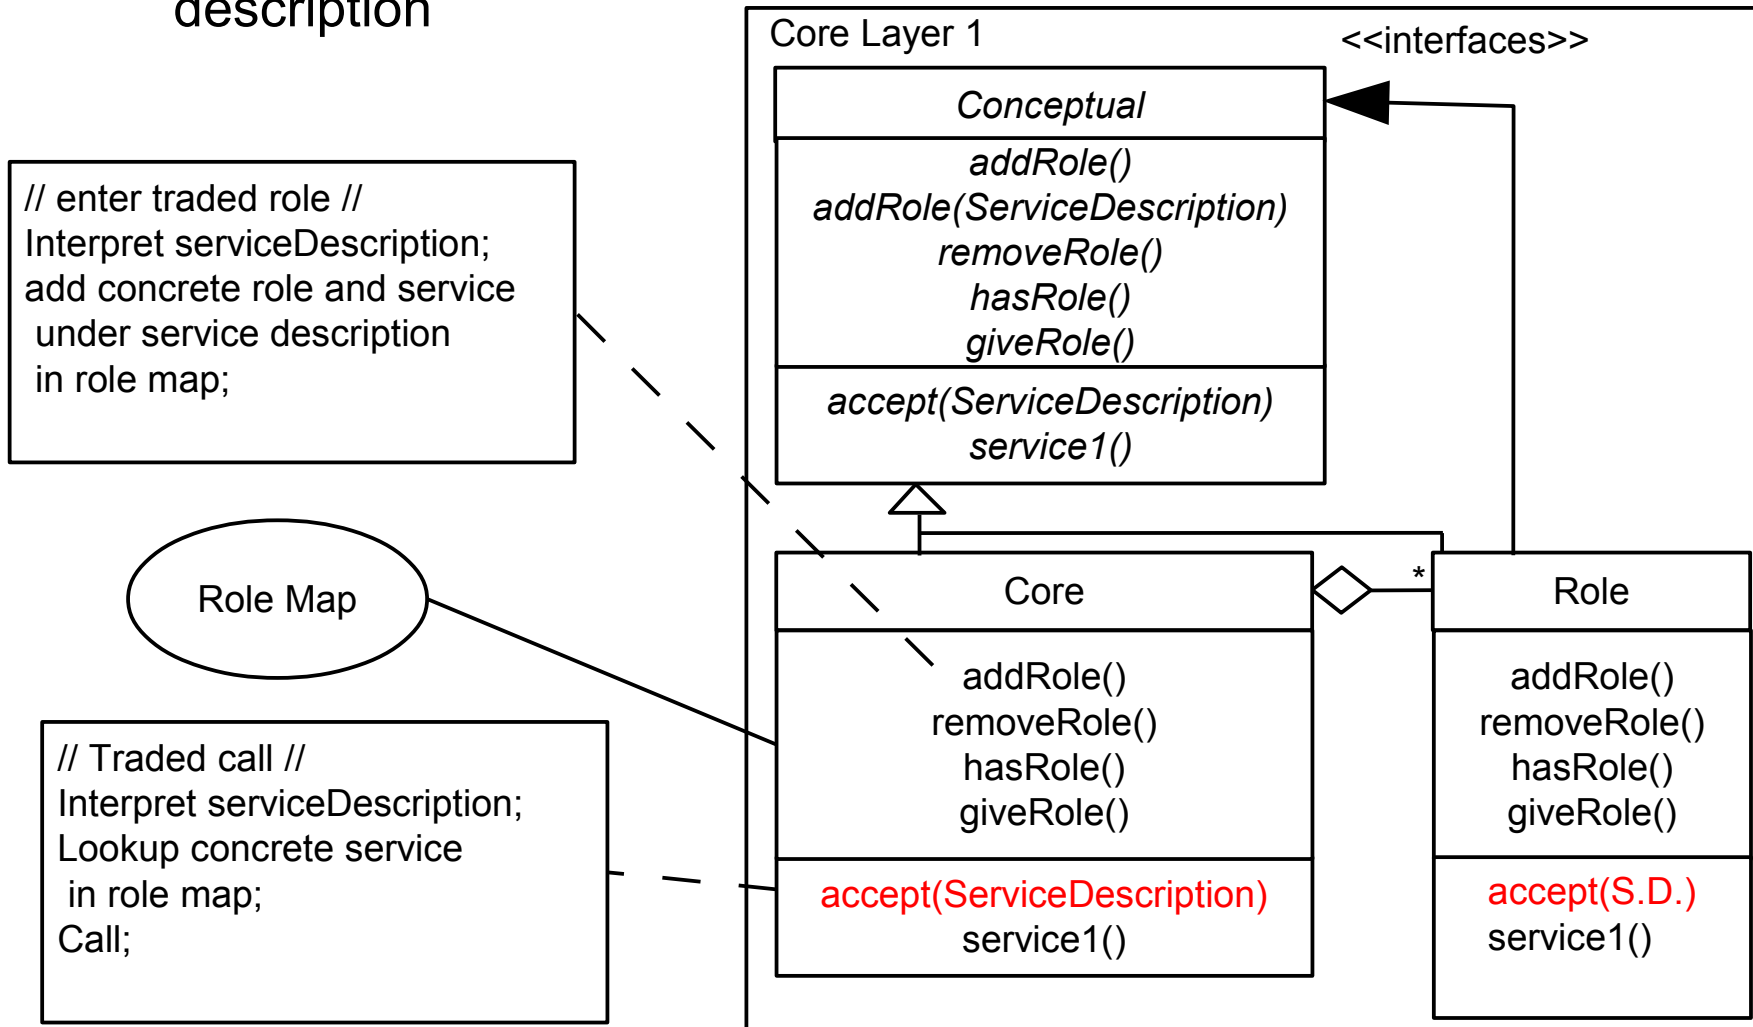 description
Core Layer 1
<<interfaces>>
Conceptual
addRole()
addRole(ServiceDescription)
removeRole()
hasRole()
giveRole()
accept(ServiceDescription)
service1()
// enter traded role //
Interpret serviceDescription;
add concrete role and service
under service description
in role map;
Role Map
Core
addRole()
removeRole()
hasRole()
giveRole()
accept(ServiceDescription)
service1()
*
Role
addRole()
removeRole()
hasRole()
giveRole()
accept(S.D.)
service1()
// Traded call //
Interpret serviceDescription;
Lookup concrete service
in role map;
Call;